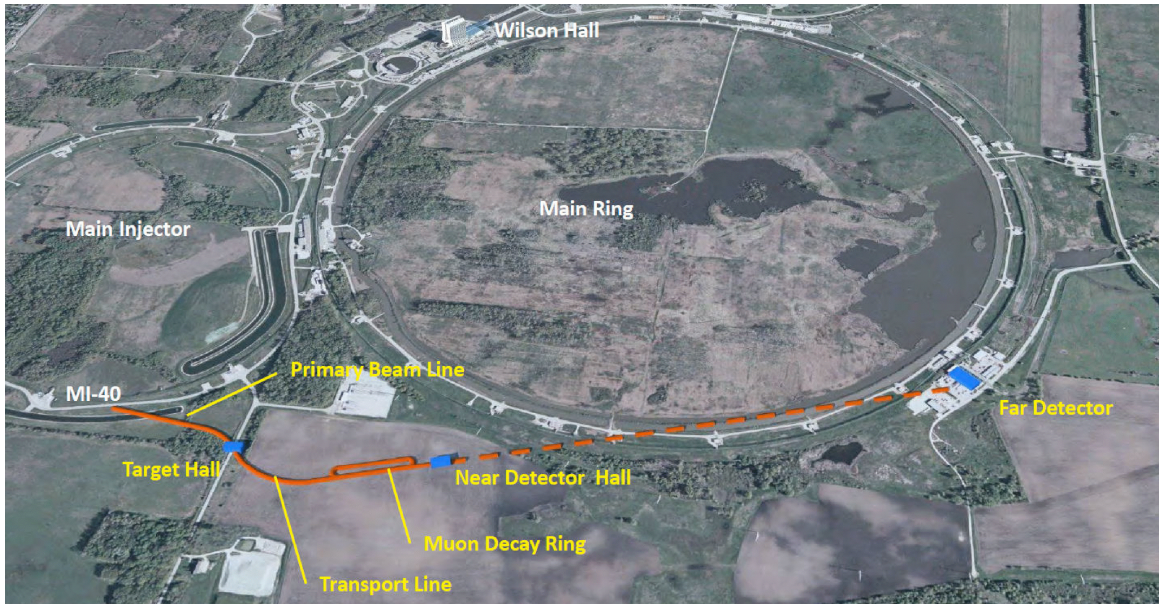 Wilson Hall
Main Ring
Main Injector
Primary Beam Line
MI-40
Far Detector
Target Hall
Near Detector Hall
Muon Decay Ring
Transport Line